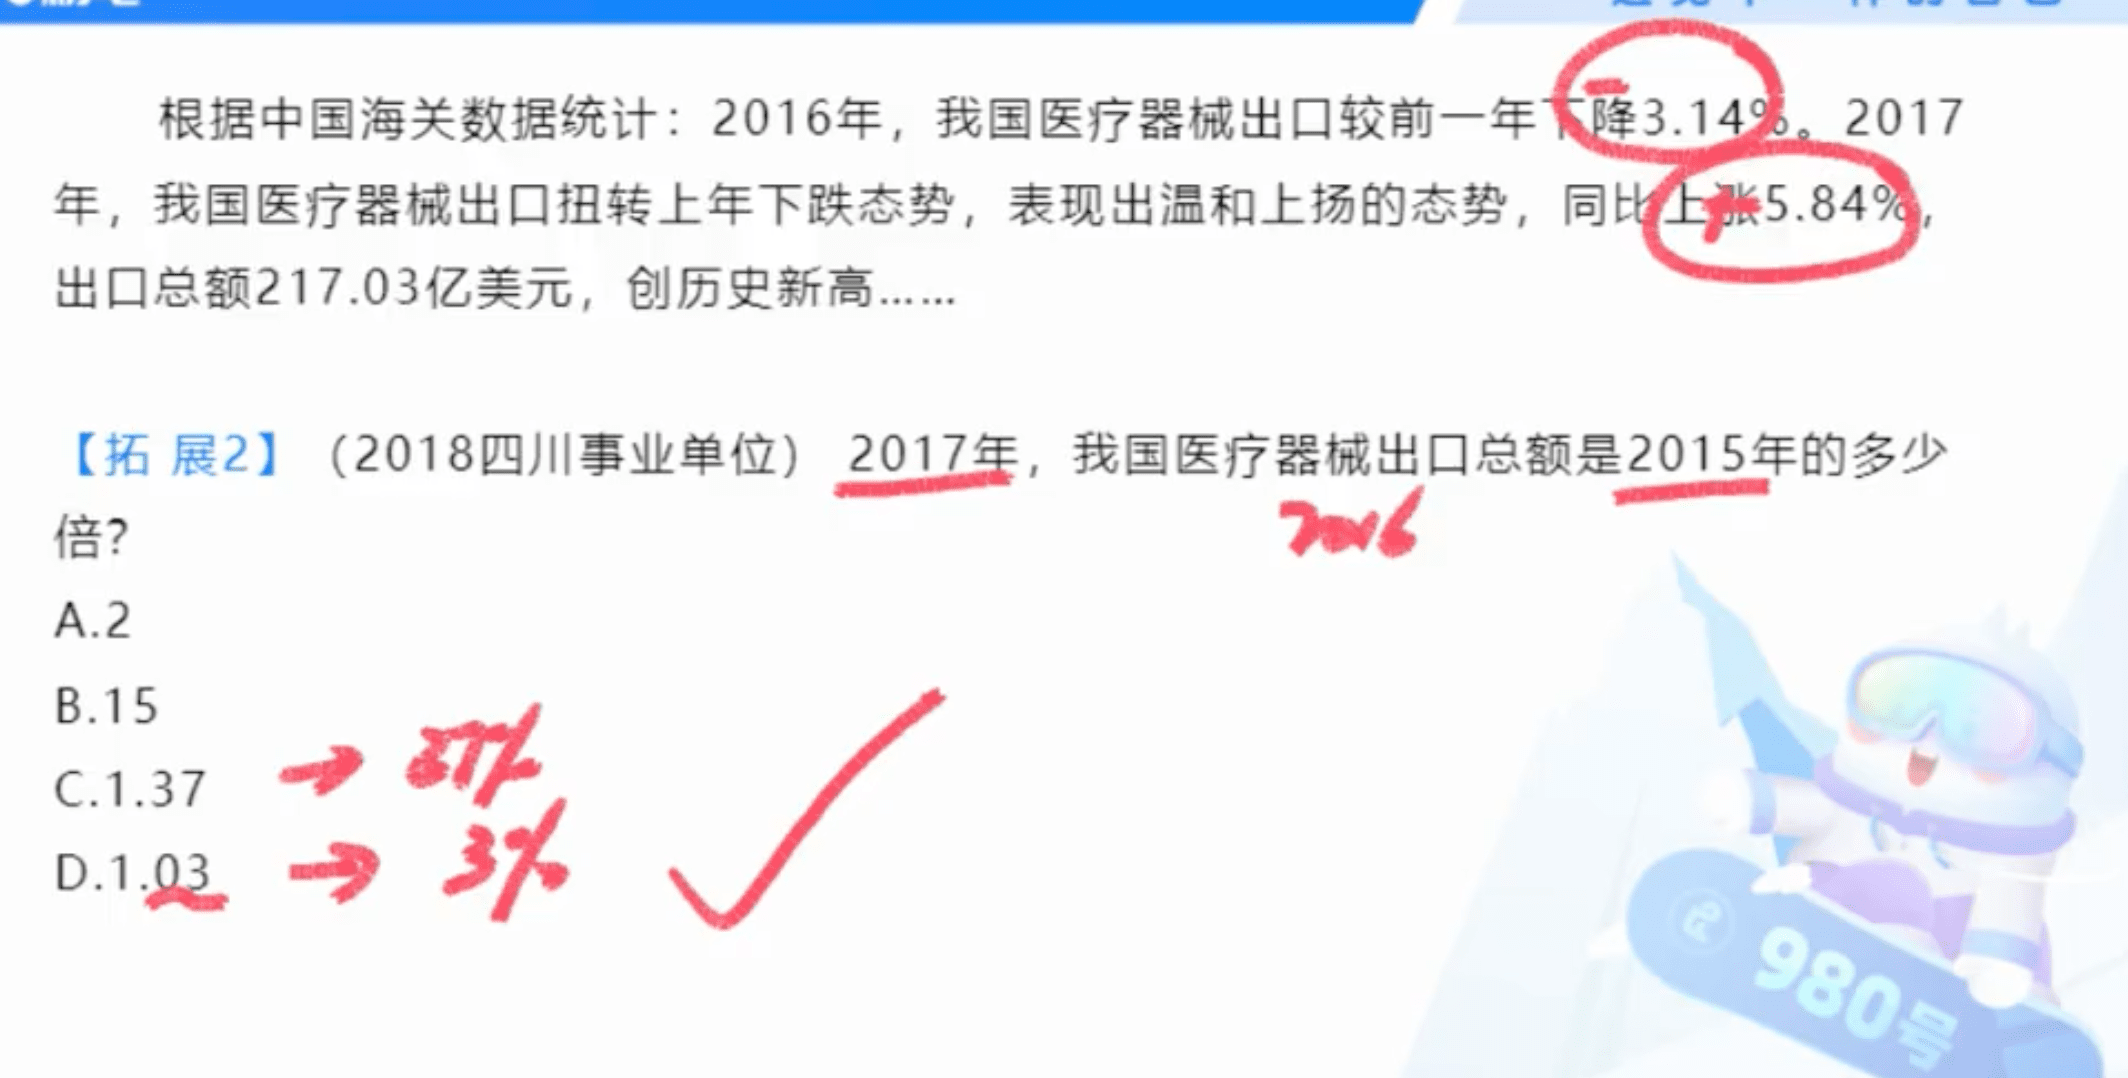 根据中国海关数据统计：2016年，我国医疗器械出口较前一年下降3.14%。2017
年，我国医疗器械出口扭转上年下跌态势，表现出温和上扬的态势，同比上涨5.84%，
出口总额217.03亿美元，创历史新高……
【拓 展2】（2018四川事业单位） 2017年，我国医疗器械出口总额是2015年的多少
倍?
2016
A.2
B.15
C.1.37 → 37%
D.1.03 → 3%
980号